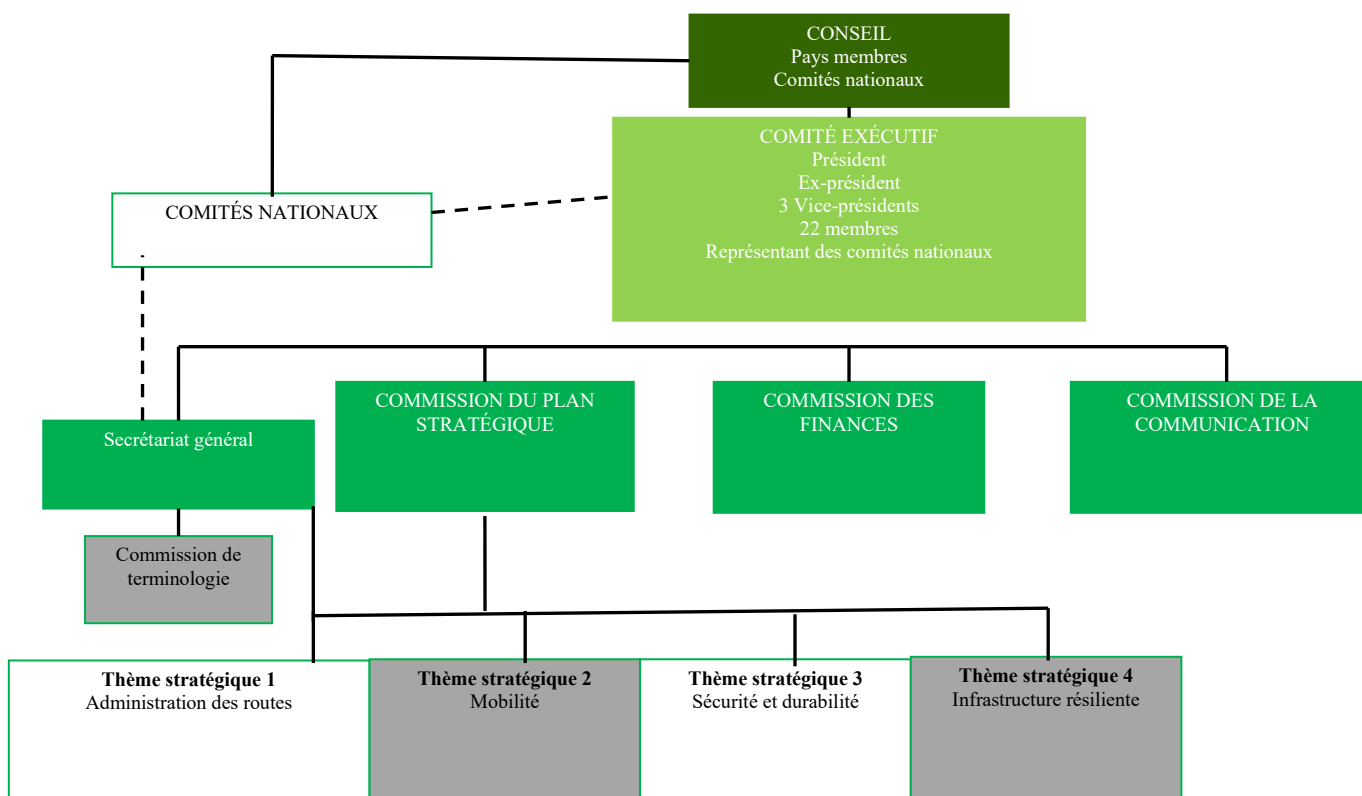 CONSEIL
Pays membres
Comités nationaux
COMITÉ EXÉCUTIF
Président
Ex-président
3 Vice-présidents
22 membres
Représentant des comités nationaux
COMITÉS NATIONAUX
Secrétariat général
COMMISSION DU PLAN
STRATÉGIQUE
COMMISSION DES
FINANCES
COMMISSION DE LA
COMMUNICATION
Commission de
terminologie
Thème stratégique 1
Administration des routes
Thème stratégique 2
Mobilité
Thème stratégique 3
Sécurité et durabilité
Thème stratégique 4
Infrastructure résiliente